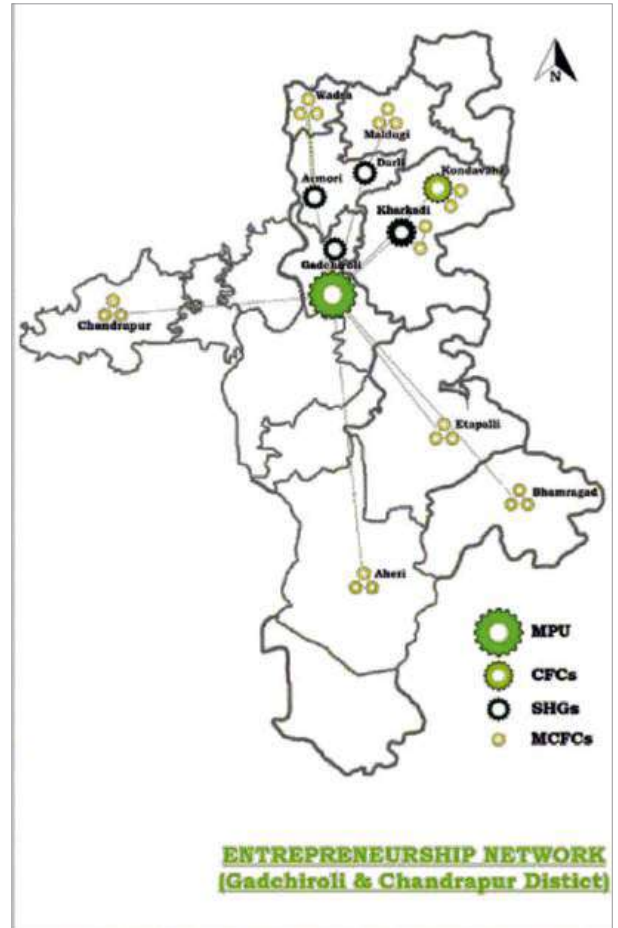 N
Wadsa
Maldugi
Darli
Armori
Kondavahi
Kharkadi
Gadchiroli
Chandrapur
Etapalli
Bhamragad
Aheri
MPU
CFCs
SHGs
MCFCs
ENTREPRENEURSHIP NETWORK
(Gadchiroli & Chandrapur Distict)